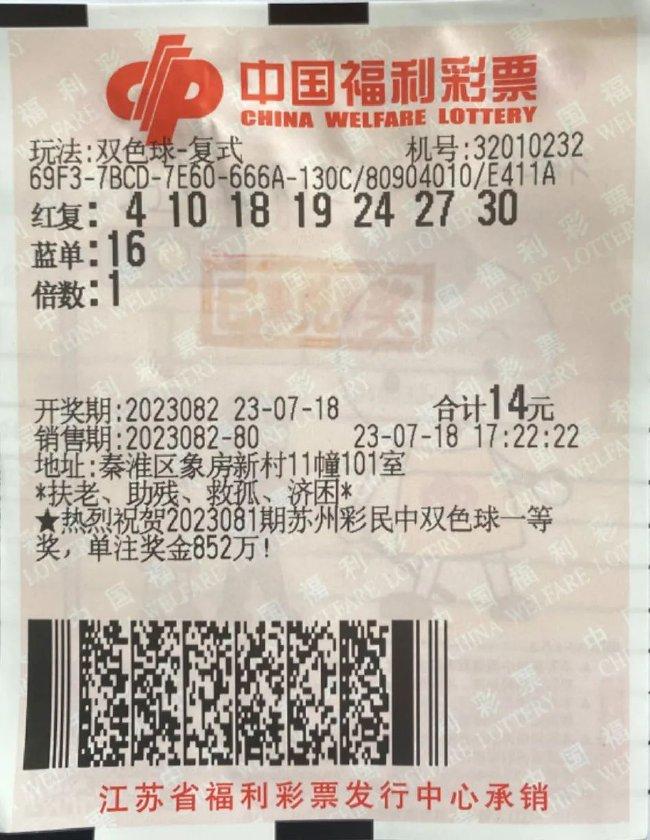 中国福利彩票
CHINA WELFARE LOTTERY
玩法:双色球-复式 机号:32010232
69F3-7BCD-7E60-666A-130C/80904010/E411A
红复: 4 10 18 19 24 27 30
蓝单:16
倍数:1
已兑奖
开奖期:2023082 23-07-18 合计14元
销售期:2023082-80 23-07-18 17:22:22
地址:秦淮区象房新村11幢101室
*扶老、助残、救孤、济困*
★热烈祝贺2023081期苏州彩民中双色球一等
奖，单注奖金852万!
江苏省福利彩票发行中心承销